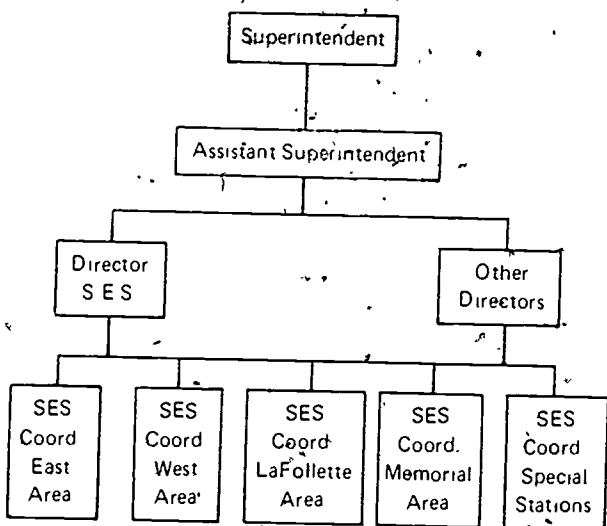 Superintendent
Assistant Superintendent
Director
S E S
Other
Directors
SES
Coord
East
Area
SES
Coord
West
Area
SES
Coord
LaFollette
Area
SES
Coord.
Memorial
Area
SES
Coord
Special
Stations